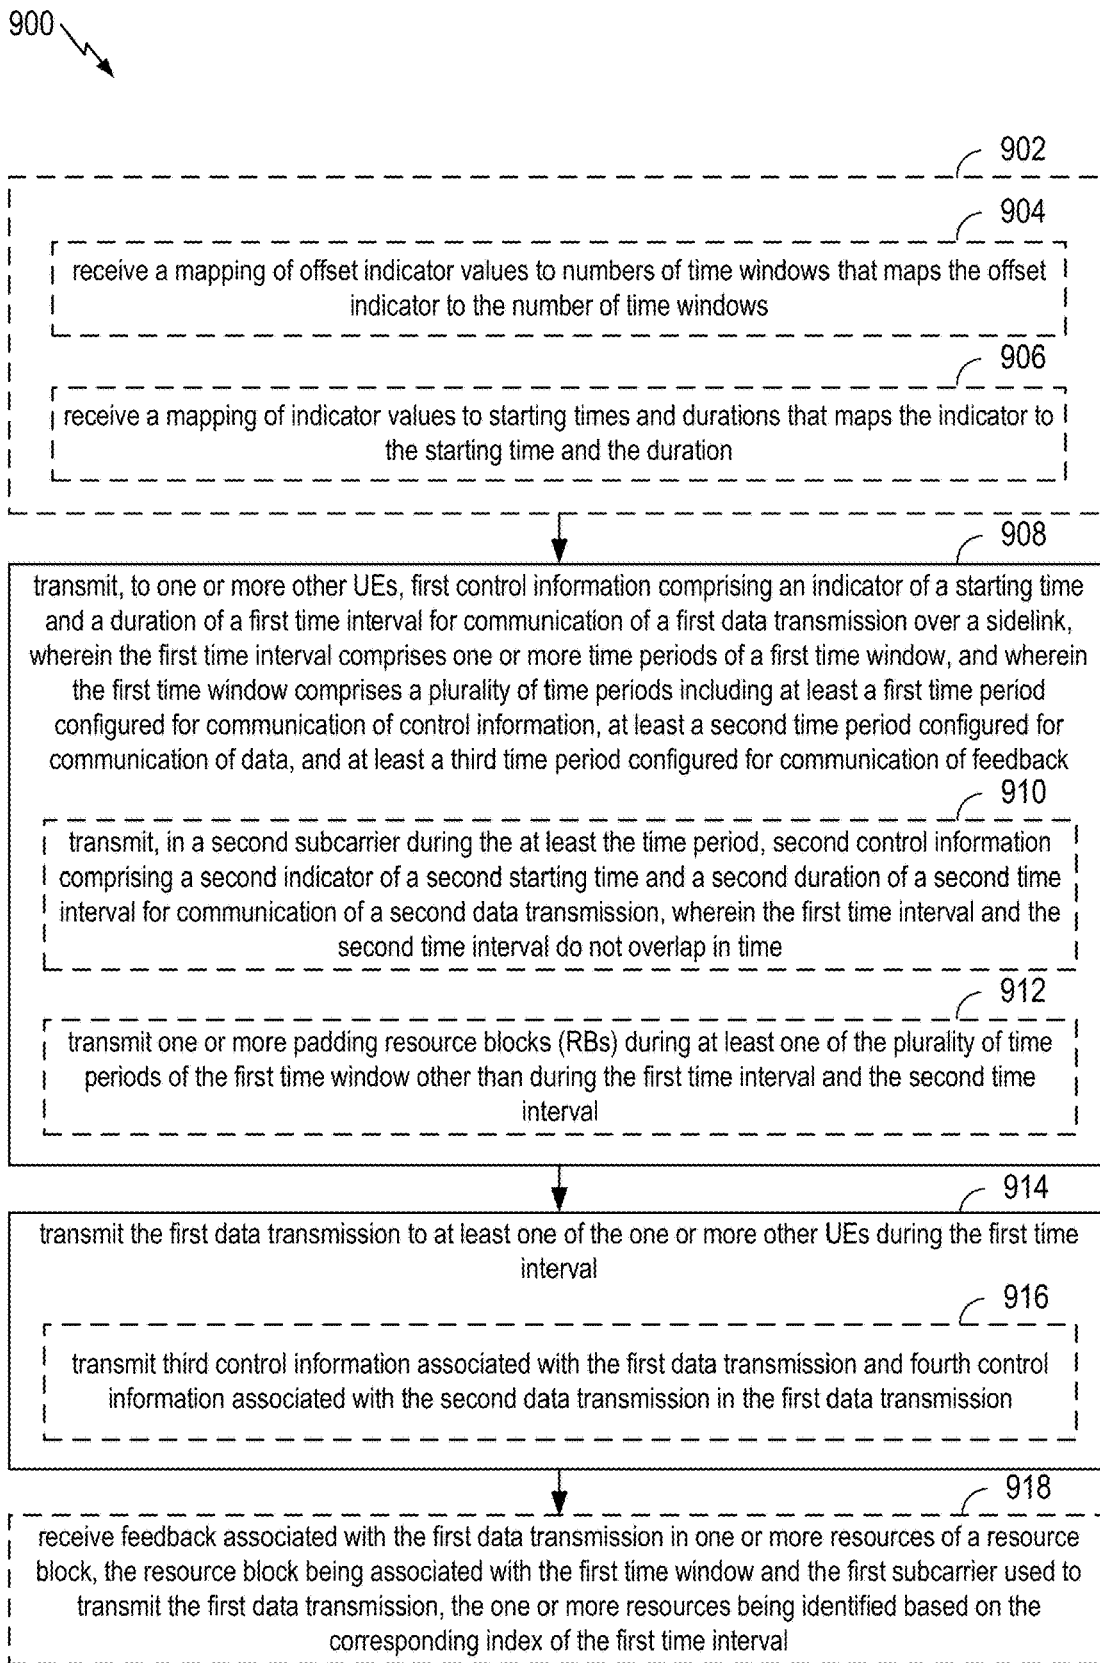 900
902
904
receive a mapping of offset indicator values to numbers of time windows that maps the offset
indicator to the number of time windows
906
receive a mapping of indicator values to starting times and durations that maps the indicator to
the starting time and the duration
908
transmit, to one or more other UEs, first control information comprising an indicator of a starting time
and a duration of a first time interval for communication of a first data transmission over a sidelink,
wherein the first time interval comprises one or more time periods of a first time window, and wherein
the first time window comprises a plurality of time periods including at least a first time period
configured for communication of control information, at least a second time period configured for
communication of data, and at least a third time period configured for communication of feedback
910
transmit, in a second subcarrier during the at least the time period, second control information
comprising a second indicator of a second starting time and a second duration of a second time
interval for communication of a second data transmission, wherein the first time interval and the
second time interval do not overlap in time
912
transmit one or more padding resource blocks (RBs) during at least one of the plurality of time
periods of the first time window other than during the first time interval and the second time
interval
914
transmit the first data transmission to at least one of the one or more other UEs during the first time
interval
916
transmit third control information associated with the first data transmission and fourth control
information associated with the second data transmission in the first data transmission
918
receive feedback associated with the first data transmission in one or more resources of a resource
block, the resource block being associated with the first time window and the first subcarrier used to
transmit the first data transmission, the one or more resources being identified based on the
corresponding index of the first time interval